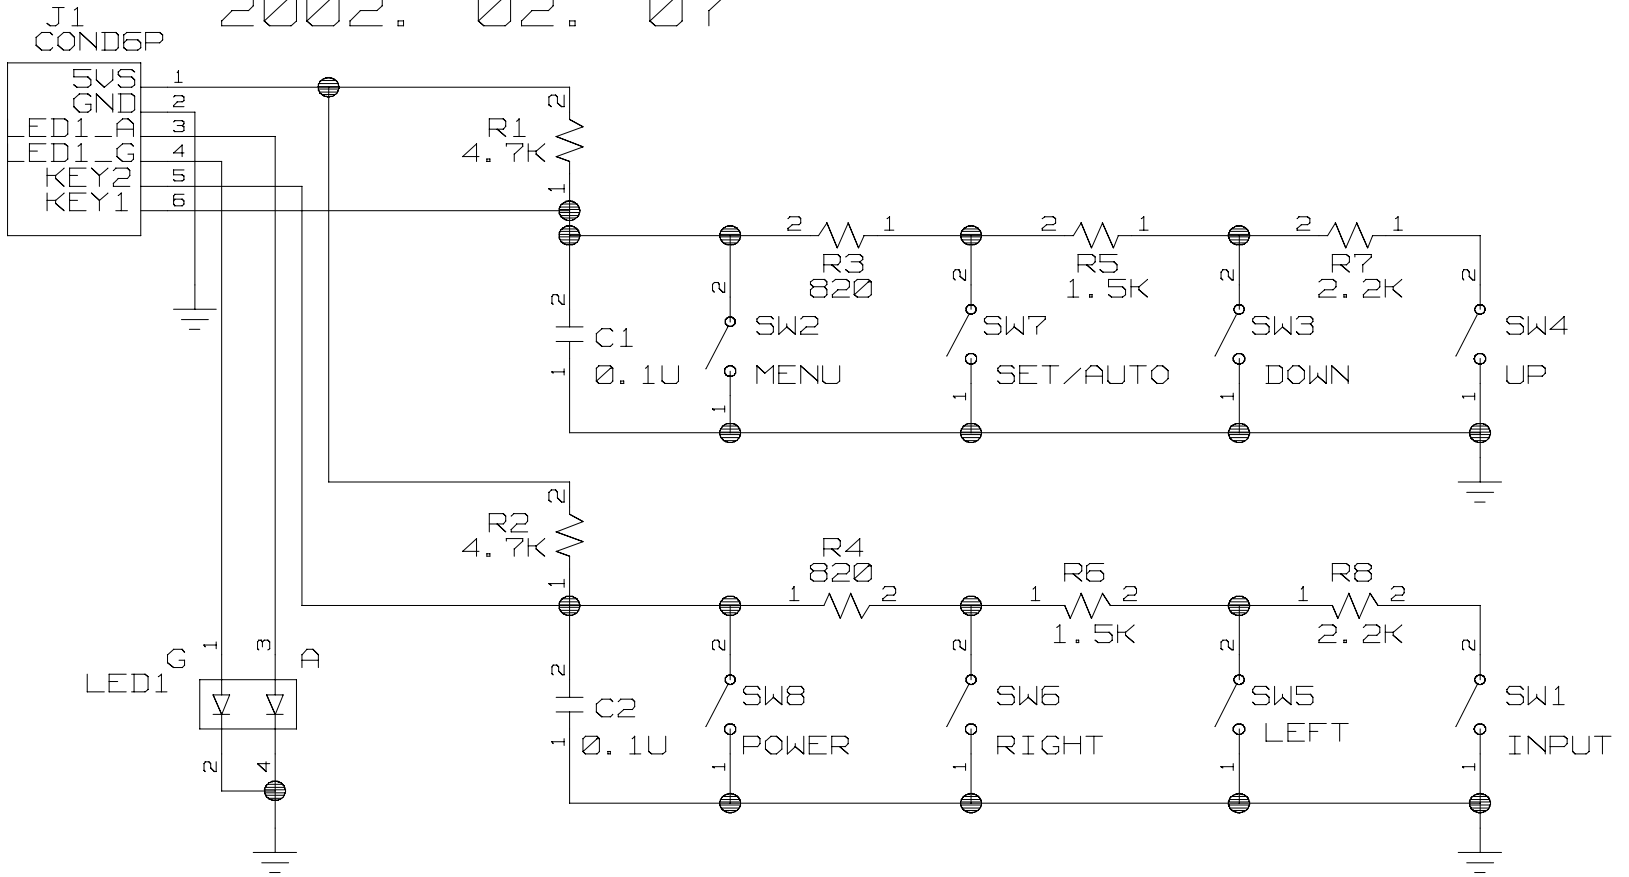 2002. 02. 07
J1
COND6P
5VS 1
GND 2
_ED1_A 3
_ED1_G 4
KEY2 5
KEY1 6
2
R1
4.7K
1
2 R3 1
820
2 R5 1
1.5K
2 R7 1
2.2K
2
C1
0.1U
1
2
SW2
MENU
1
2
SW7
SET/AUTO
1
2
SW3
DOWN
1
2
SW4
UP
1
2
R2
4.7K
1
R4
820
1 2
R6
1 2
1.5K
R8
1 2
2.2K
2
C2
0.1U
1
2
SW8
POWER
1
2
SW6
RIGHT
1
2
SW5
LEFT
1
2
SW1
INPUT
1
G 1 3 A
LED1
2 4